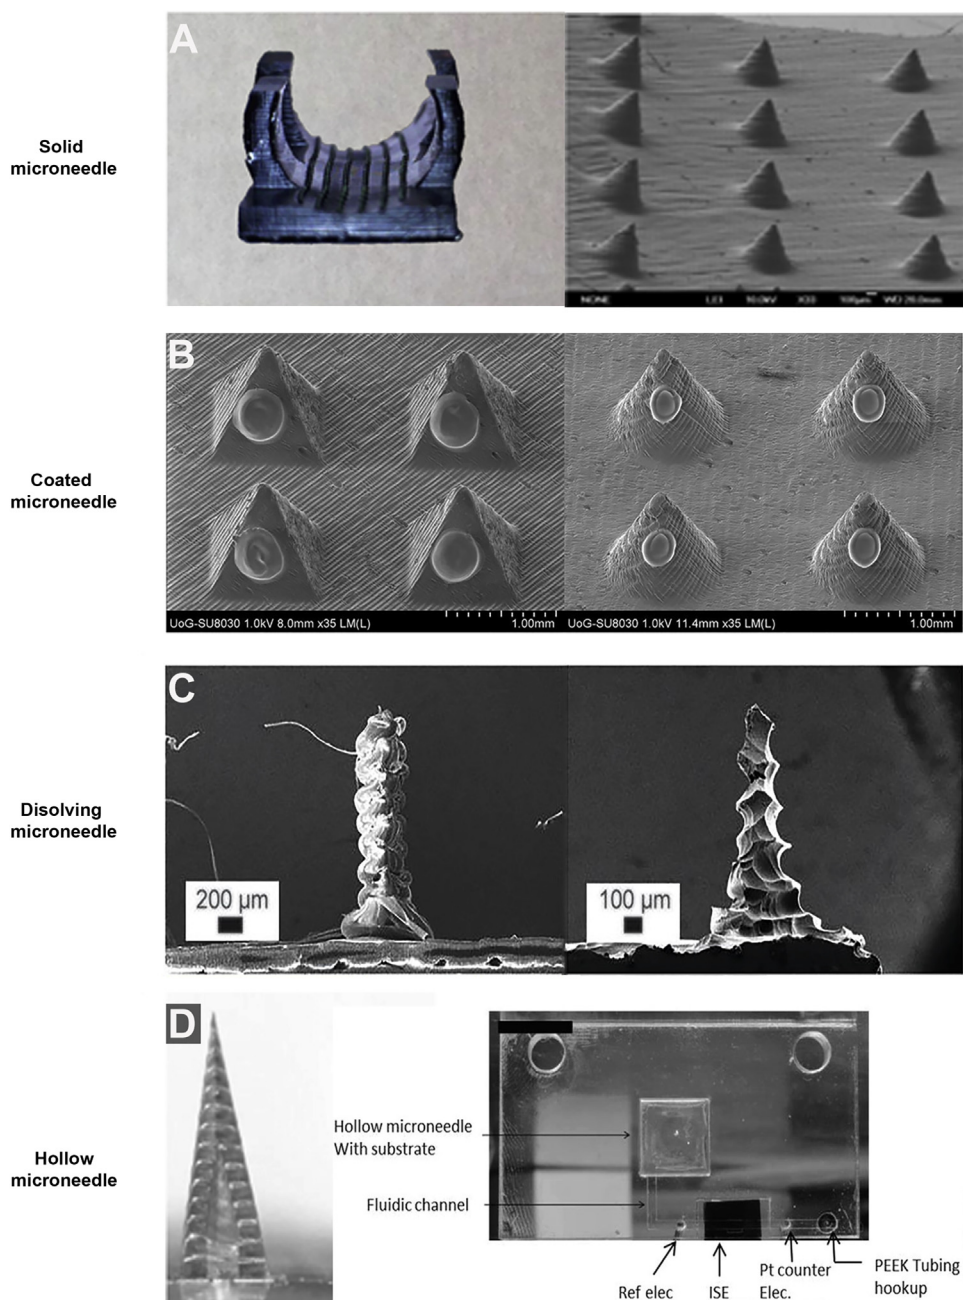 A
Solid
microneedle
NONE LEI 10.0kV X33 100µm WD 20.0mm
B
Coated
microneedle
UoG-SU8030 1.0kV 8.0mm x35 LM(L) 1.00mm
UoG-SU8030 1.0kV 11.4mm x35 LM(L) 1.00mm
C
Disolving
microneedle
200 µm
100 µm
D
Hollow
microneedle
Hollow microneedle
With substrate
Fluidic channel
Ref elec
ISE
Pt counter
Elec.
PEEK Tubing
hookup